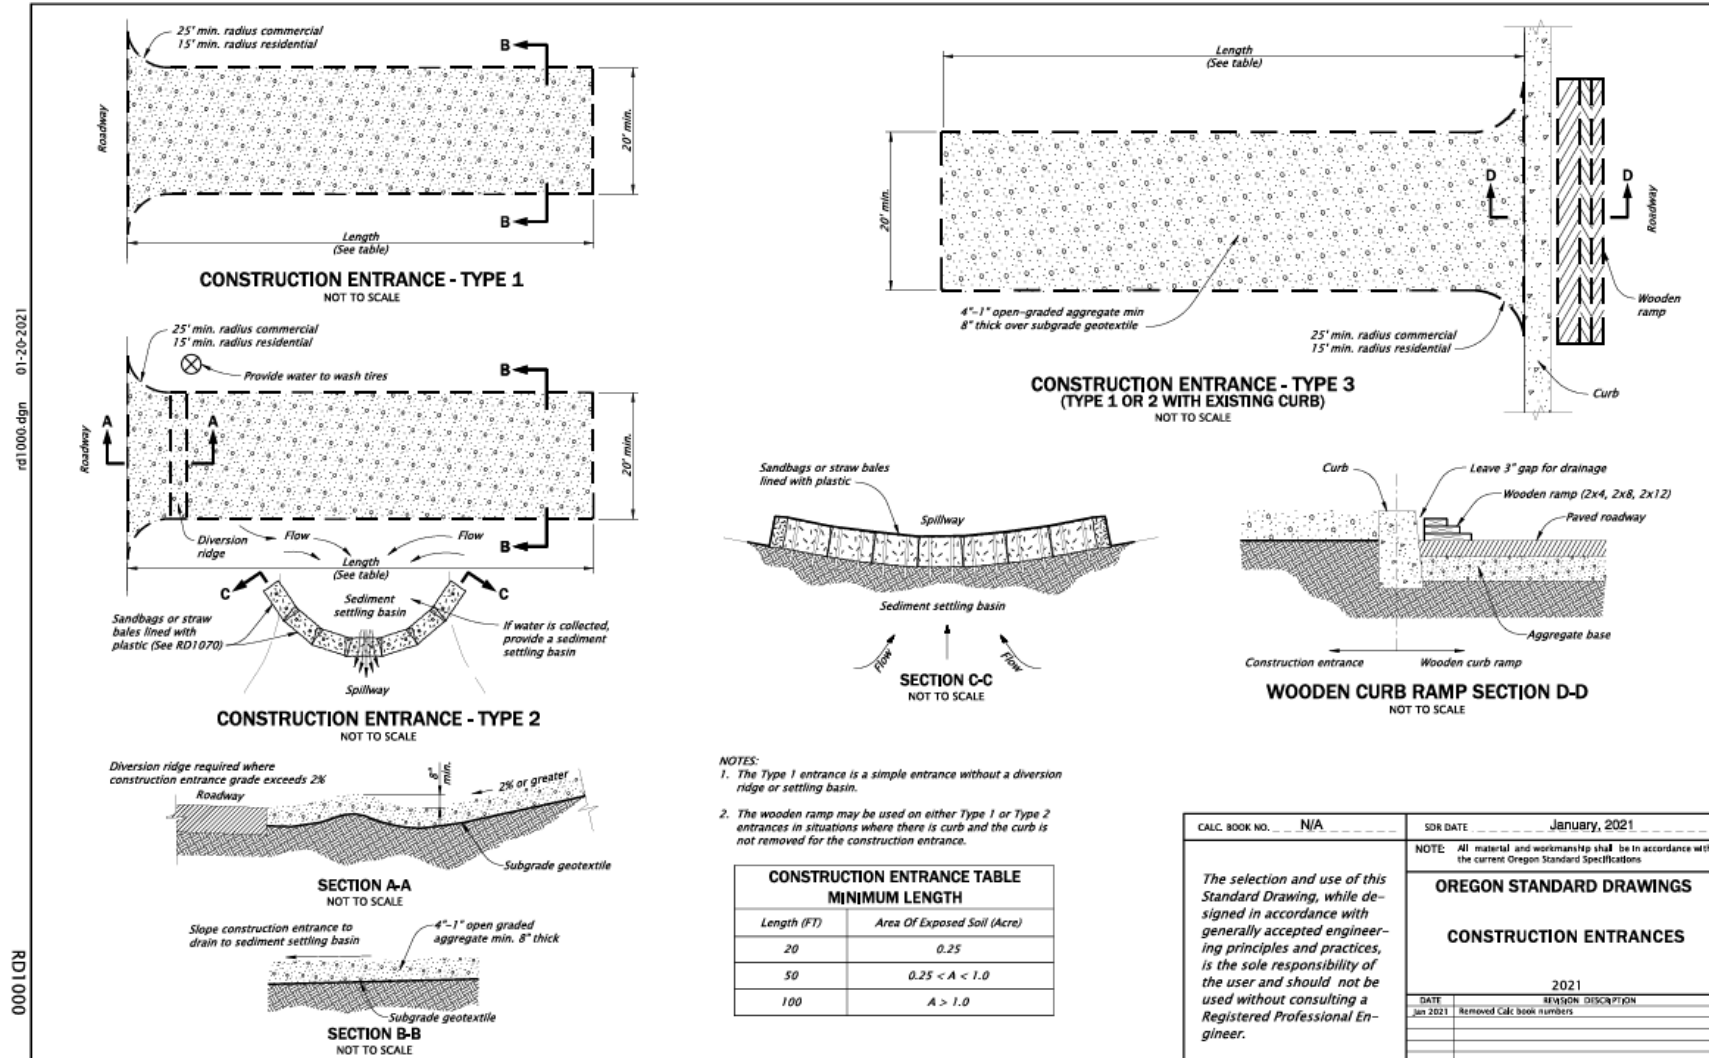 25' min. radius commercial
15' min. radius residential
B
Roadway
20' min.
B
Length
(See table)
CONSTRUCTION ENTRANCE - TYPE 1
NOT TO SCALE
25' min. radius commercial
15' min. radius residential
Provide water to wash tires
B
A
A
Roadway
20' min.
Diversion
ridge
Flow
Flow
B
Length
(See table)
C
C
Sediment
settling basin
Sandbags or straw
bales lined with
plastic (See RD1070)
If water is collected,
provide a sediment
settling basin
Spillway
CONSTRUCTION ENTRANCE - TYPE 2
NOT TO SCALE
Diversion ridge required where
construction entrance grade exceeds 2%
Roadway
8"
min.
2% or greater
Subgrade geotextile
SECTION A-A
NOT TO SCALE
Slope construction entrance to
drain to sediment settling basin
4"-1" open graded
aggregate min. 8" thick
Subgrade geotextile
SECTION B-B
NOT TO SCALE
Length
(See table)
20' min.
D
D
Roadway
4"-1" open-graded aggregate min
8" thick over subgrade geotextile
25' min. radius commercial
15' min. radius residential
Wooden
ramp
Curb
CONSTRUCTION ENTRANCE - TYPE 3
(TYPE 1 OR 2 WITH EXISTING CURB)
NOT TO SCALE
Sandbags or straw bales
lined with plastic
Spillway
Sediment settling basin
Flow
Flow
SECTION C-C
NOT TO SCALE
Curb
Leave 3" gap for drainage
Wooden ramp (2x4, 2x8, 2x12)
Paved roadway
Aggregate base
Construction entrance
Wooden curb ramp
WOODEN CURB RAMP SECTION D-D
NOT TO SCALE
NOTES:
1. The Type 1 entrance is a simple entrance without a diversion
ridge or settling basin.
2. The wooden ramp may be used on either Type 1 or Type 2
entrances in situations where there is curb and the curb is
not removed for the construction entrance.
CONSTRUCTION ENTRANCE TABLE
MINIMUM LENGTH
Length (FT) Area Of Exposed Soil (Acre)
20 0.25
50 0.25 < A < 1.0
100 A > 1.0
CALC. BOOK NO. N/A
SDR DATE January, 2021
NOTE: All material and workmanship shall be in accordance with
the current Oregon Standard Specifications
The selection and use of this
Standard Drawing, while de-
signed in accordance with
generally accepted engineer-
ing principles and practices,
is the sole responsibility of
the user and should not be
used without consulting a
Registered Professional En-
gineer.
OREGON STANDARD DRAWINGS
CONSTRUCTION ENTRANCES
2021
DATE REVISION DESCRIPTION
Jan 2021 Removed Calc book numbers
rd1000.dgn 01-20-2021
RD1000